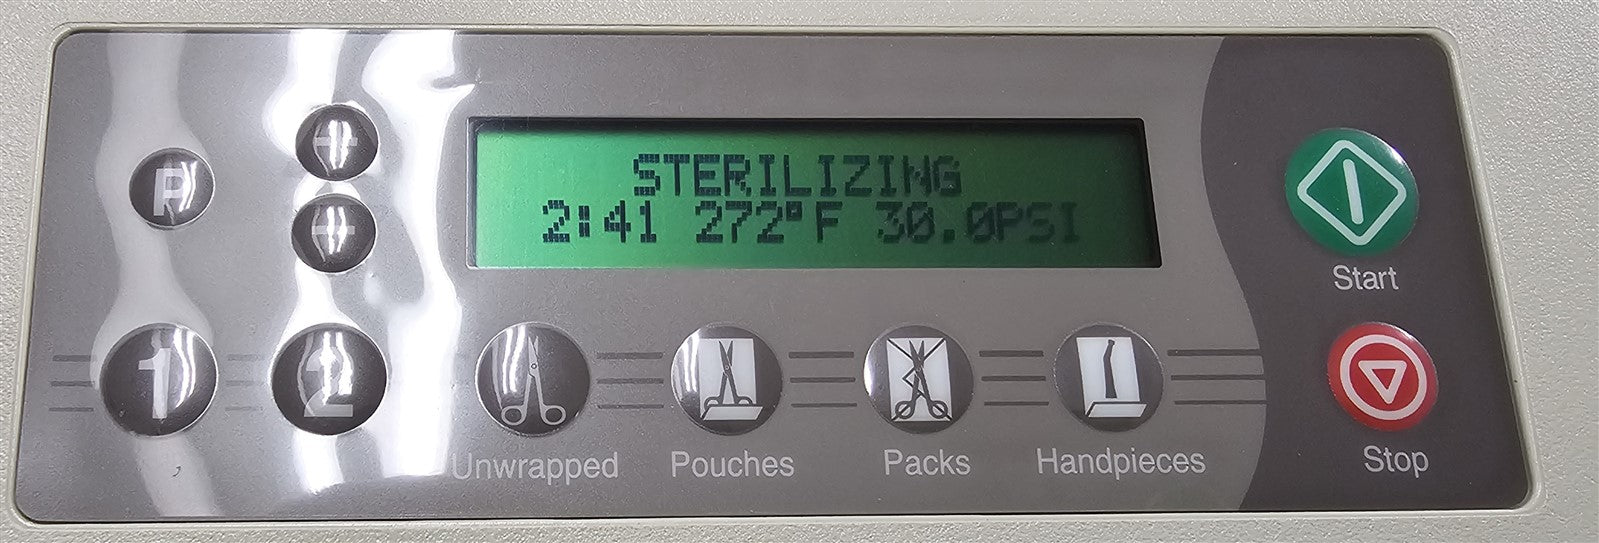 STERILIZING
2:41 272°F 30.0PSI
P
+
-
1
2
Unwrapped
Pouches
Packs
Handpieces
Start
Stop